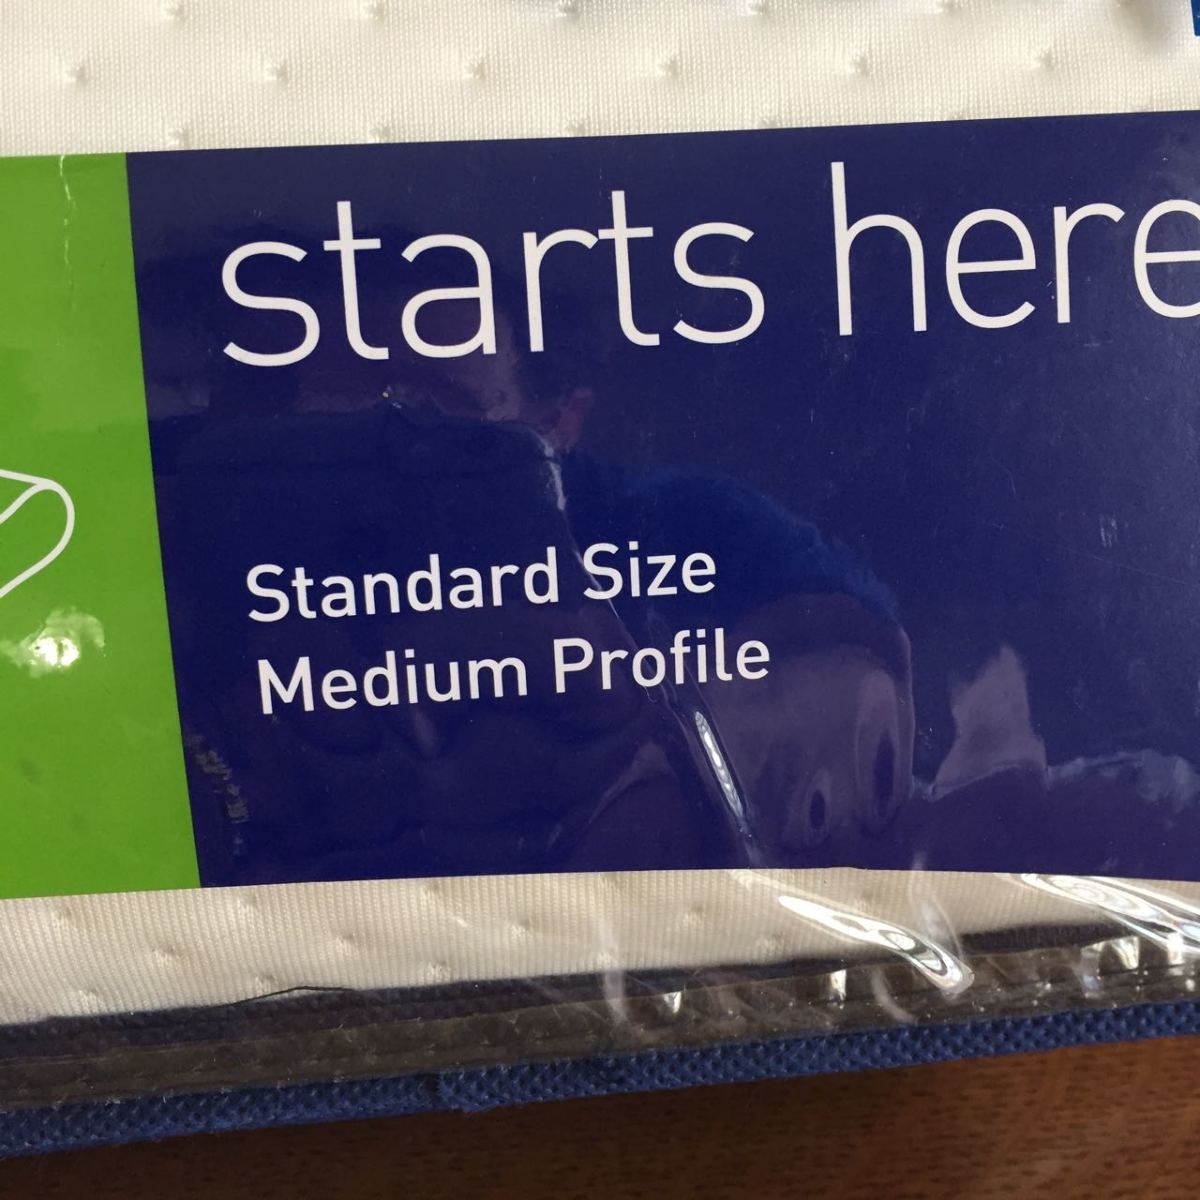 starts here
Standard Size
Medium Profile